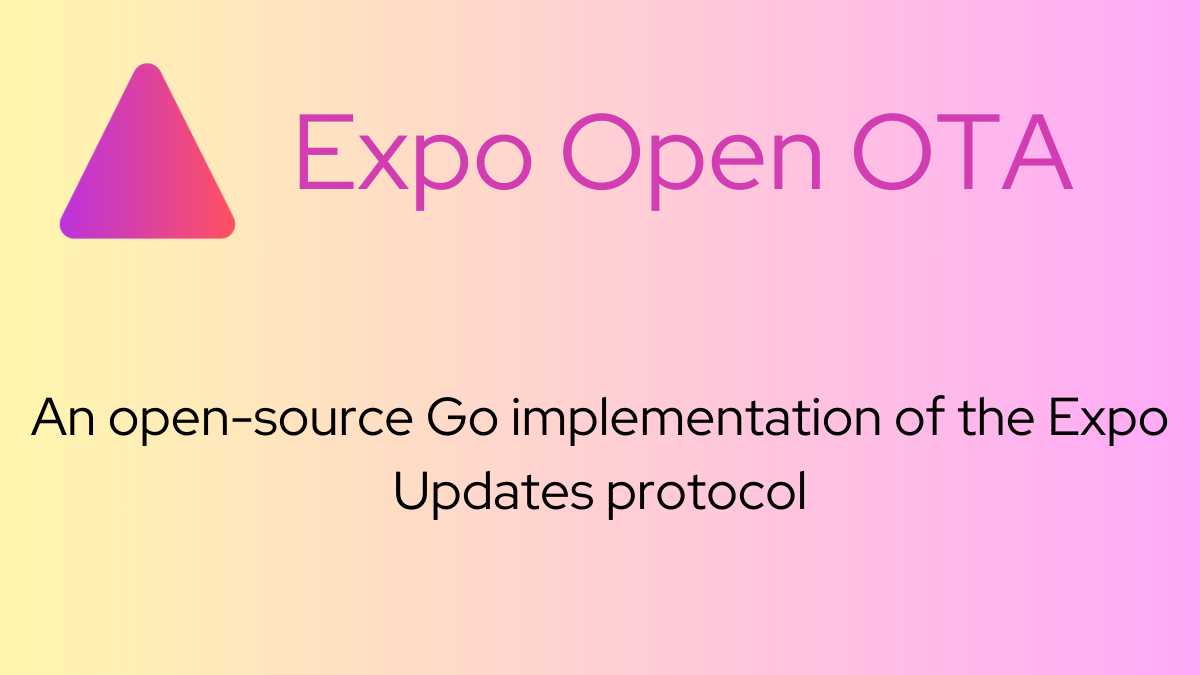 Expo Open OTA
An open-source Go implementation of the Expo
Updates protocol